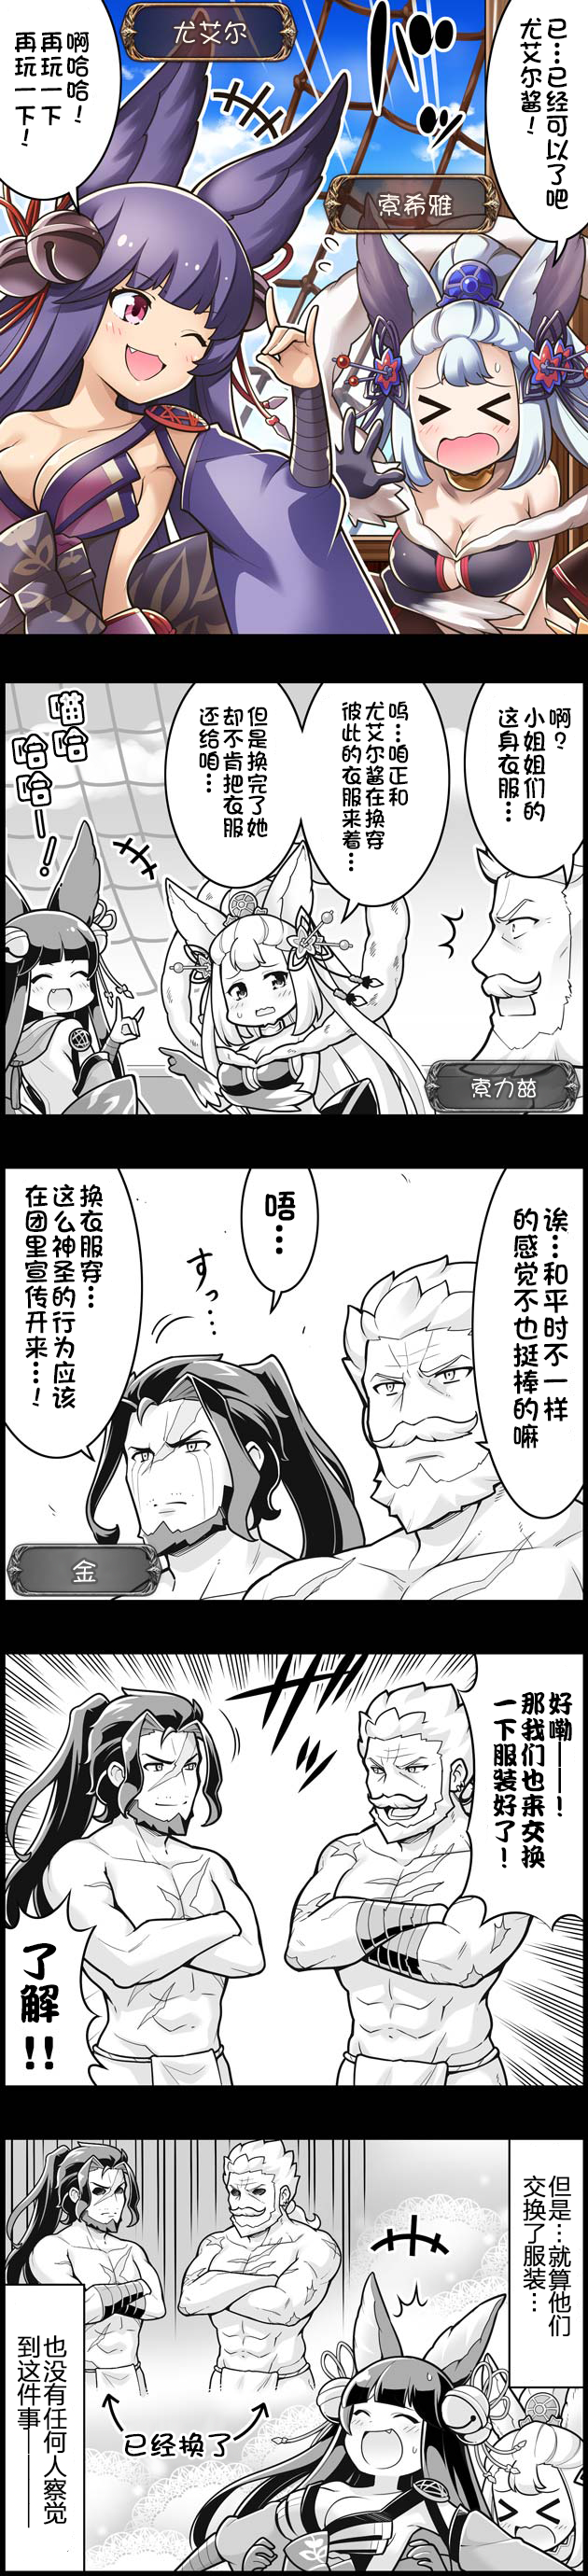 已…已经可以了吧
尤艾尔酱！
尤艾尔
啊哈哈！
再玩一下
再玩一下！
索希雅
啊？
小姐姐们的
这身衣服…
呜…咱正和
尤艾尔酱在换穿
彼此的衣服来着…
但是换完了她
却不肯把衣服
还给咱…
喵哈
哈哈
哈—！
索力兹
诶…和平时不一样
的感觉不也挺棒的嘛
唔…
すっ…
换衣服穿…
这么神圣的行为应该
在团里宣传开来…！
金
好嘞——！
那我们也来交换
一下服装好了！
了解!!
但是…就算他们
交换了服装…
已经换了
也没有任何人察觉
到这件事——